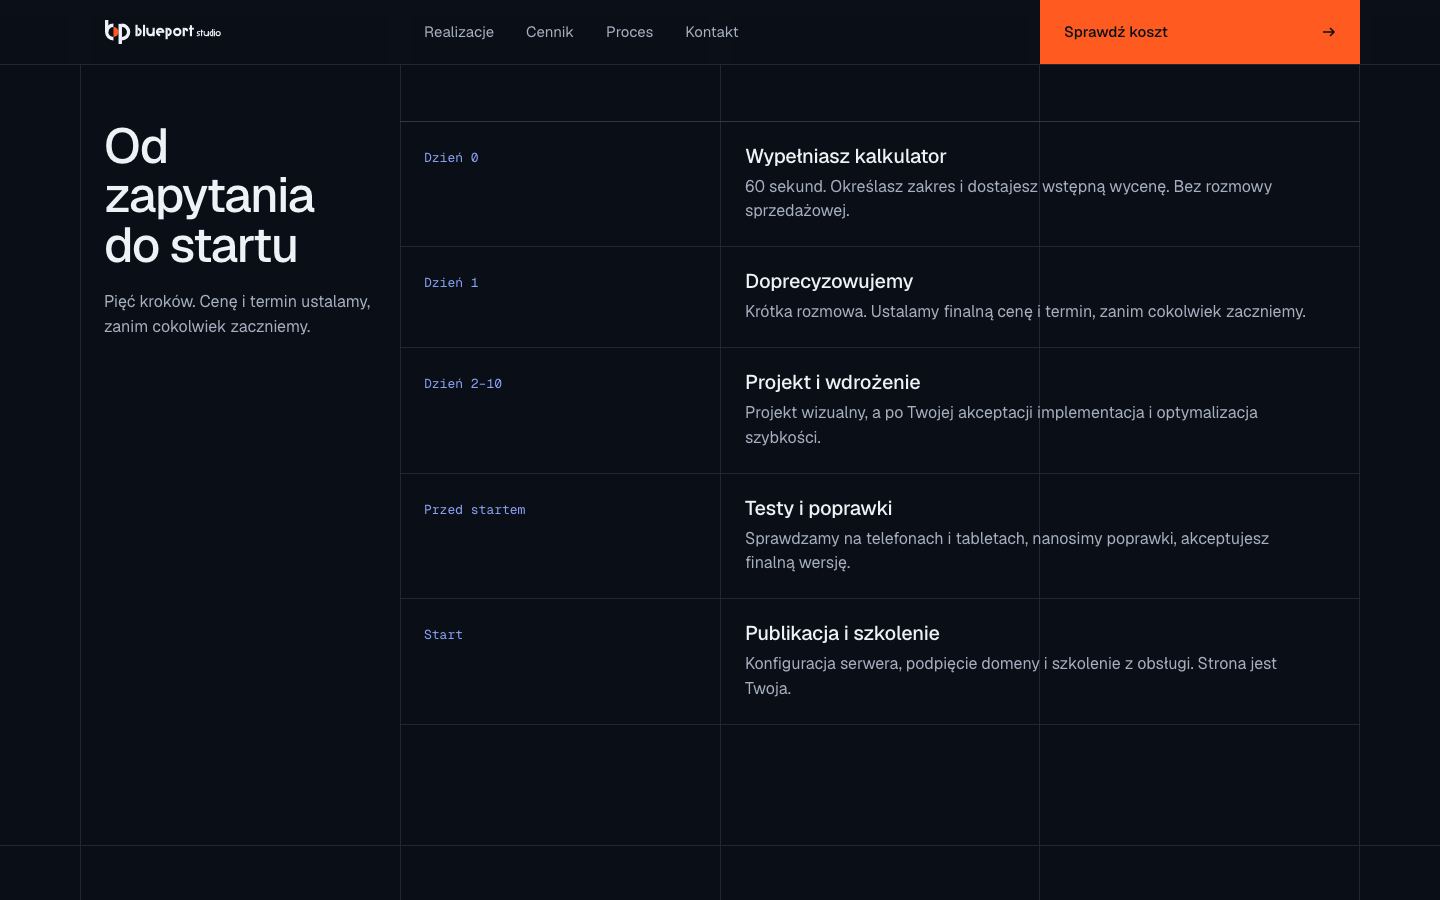 bp blueport studio
Realizacje Cennik Proces Kontakt
Sprawdź koszt →
Od
zapytania
do startu
Pięć kroków. Cenę i termin ustalamy,
zanim cokolwiek zaczniemy.
Dzień 0
Wypełniasz kalkulator
60 sekund. Określasz zakres i dostajesz wstępną wycenę. Bez rozmowy
sprzedażowej.
Dzień 1
Doprecyzowujemy
Krótka rozmowa. Ustalamy finalną cenę i termin, zanim cokolwiek zaczniemy.
Dzień 2–10
Projekt i wdrożenie
Projekt wizualny, a po Twojej akceptacji implementacja i optymalizacja
szybkości.
Przed startem
Testy i poprawki
Sprawdzamy na telefonach i tabletach, nanosimy poprawki, akceptujesz
finalną wersję.
Start
Publikacja i szkolenie
Konfiguracja serwera, podpięcie domeny i szkolenie z obsługi. Strona jest
Twoja.